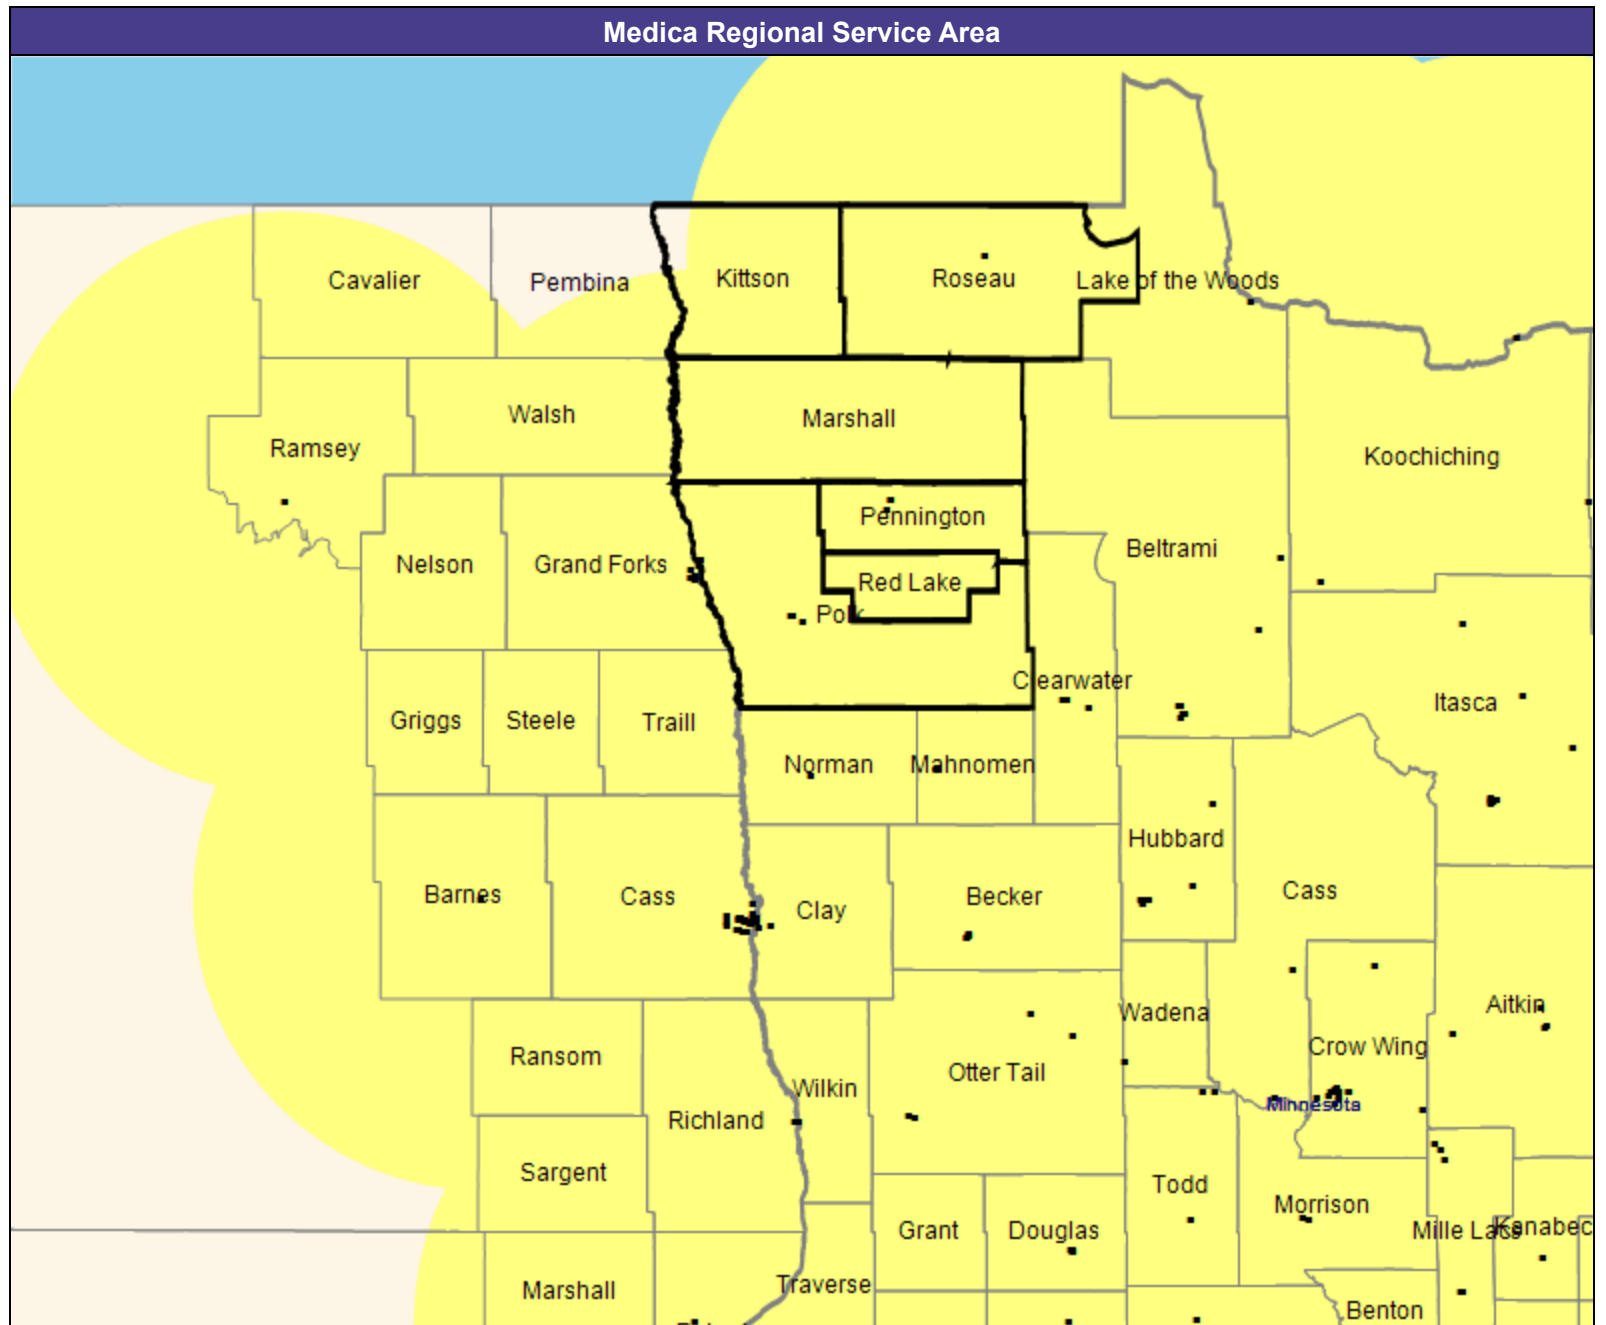 Medica Regional Service Area
Cavalier
Pembina
Kittson
Roseau
Lake of the Woods
Walsh
Marshall
Ramsey
Koochiching
Pennington
Beltrami
Nelson
Grand Forks
Red Lake
Polk
Clearwater
Itasca
Griggs
Steele
Traill
Norman
Mahnomen
Hubbard
Barnes
Cass
Clay
Becker
Cass
Wadena
Aitkin
Crow Wing
Ransom
Otter Tail
Wilkin
Minnesota
Richland
Sargent
Todd
Morrison
Grant
Douglas
Mille Lacs
Kanabec
Marshall
Traverse
Benton